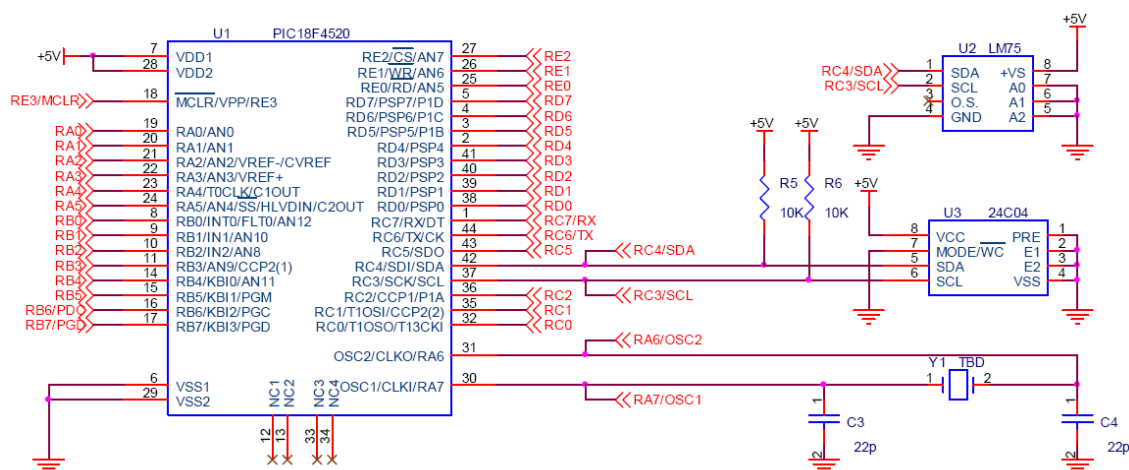 U1 PIC18F4520
+5V
7 VDD1
28 VDD2
RE3/MCLR 18 MCLR/VPP/RE3
RA0 19 RA0/AN0
RA1 20 RA1/AN1
RA2 21 RA2/AN2/VREF-/CVREF
RA3 22 RA3/AN3/VREF+
RA4 23 RA4/T0CLK/C1OUT
RA5 24 RA5/AN4/SS/HLVDIN/C2OUT
RB0 8 RB0/INT0/FLT0/AN12
RB1 9 RB1/IN1/AN10
RB2 10 RB2/IN2/AN8
RB3 11 RB3/AN9/CCP2(1)
RB4 14 RB4/KBI0/AN11
RB5 15 RB5/KBI1/PGM
RB6/PDC 16 RB6/KBI2/PGC
RB7/PGD 17 RB7/KBI3/PGD
6 VSS1
29 VSS2
RE2/CS/AN7 27 RE2
RE1/WR/AN6 26 RE1
RE0/RD/AN5 25 RE0
RD7/PSP7/P1D 5 RD7
RD6/PSP6/P1C 4 RD6
RD5/PSP5/P1B 3 RD5
RD4/PSP4 2 RD4
RD3/PSP3 41 RD3
RD2/PSP2 40 RD2
RD1/PSP1 39 RD1
RD0/PSP0 38 RD0
RC7/RX/DT 1 RC7/RX
RC6/TX/CK 44 RC6/TX
RC5/SDO 43 RC5
RC4/SDI/SDA 42
RC3/SCK/SCL 37
RC2/CCP1/P1A 36 RC2
RC1/T1OSI/CCP2(2) 35 RC1
RC0/T1OSO/T13CKI 32 RC0
OSC2/CLKO/RA6 31
OSC1/CLKI/RA7 30
NC1 NC2 NC3 NC4
12 13 33 34
RC4/SDA
RC3/SCL
RA6/OSC2
RA7/OSC1
+5V +5V
R5 R6
10K 10K
+5V
U2 LM75
RC4/SDA 1 SDA +VS 8
RC3/SCL 2 SCL A0 7
3 O.S. A1 6
4 GND A2 5
+5V
U3 24C04
8 VCC PRE 1
7 MODE/WC E1 2
5 SDA E2 3
6 SCL VSS 4
Y1 TBD
1 2
1 C3
2 22p
1 C4
2 22p